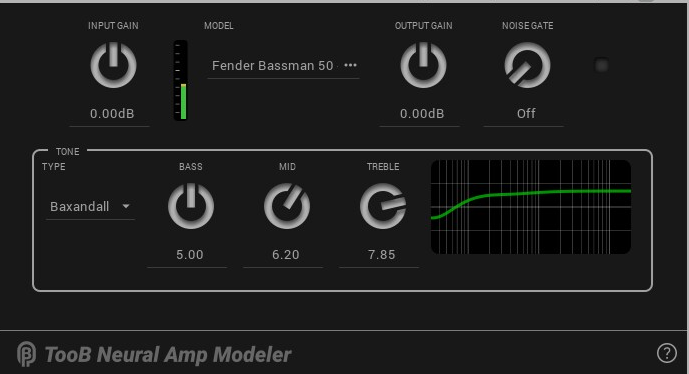 INPUT GAIN MODEL OUTPUT GAIN NOISE GATE
Fender Bassman 50 •••
0.00dB 0.00dB Off
TONE
TYPE BASS MID TREBLE
Baxandall
5.00 6.20 7.85
TooB Neural Amp Modeler ?